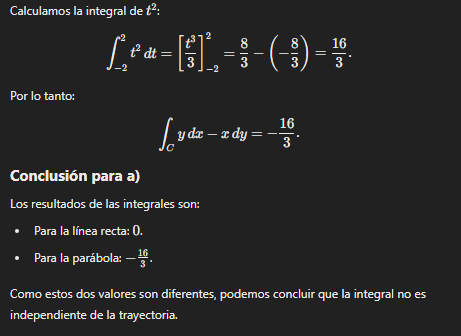 Calculamos la integral de t²:
∫₋₂² t² dt = [t³/3]₋₂² = 8/3 − (−8/3) = 16/3.
Por lo tanto:
∫_C y dx − x dy = −16/3.
Conclusión para a)
Los resultados de las integrales son:
• Para la línea recta: 0.
• Para la parábola: −16/3.
Como estos dos valores son diferentes, podemos concluir que la integral no es
independiente de la trayectoria.